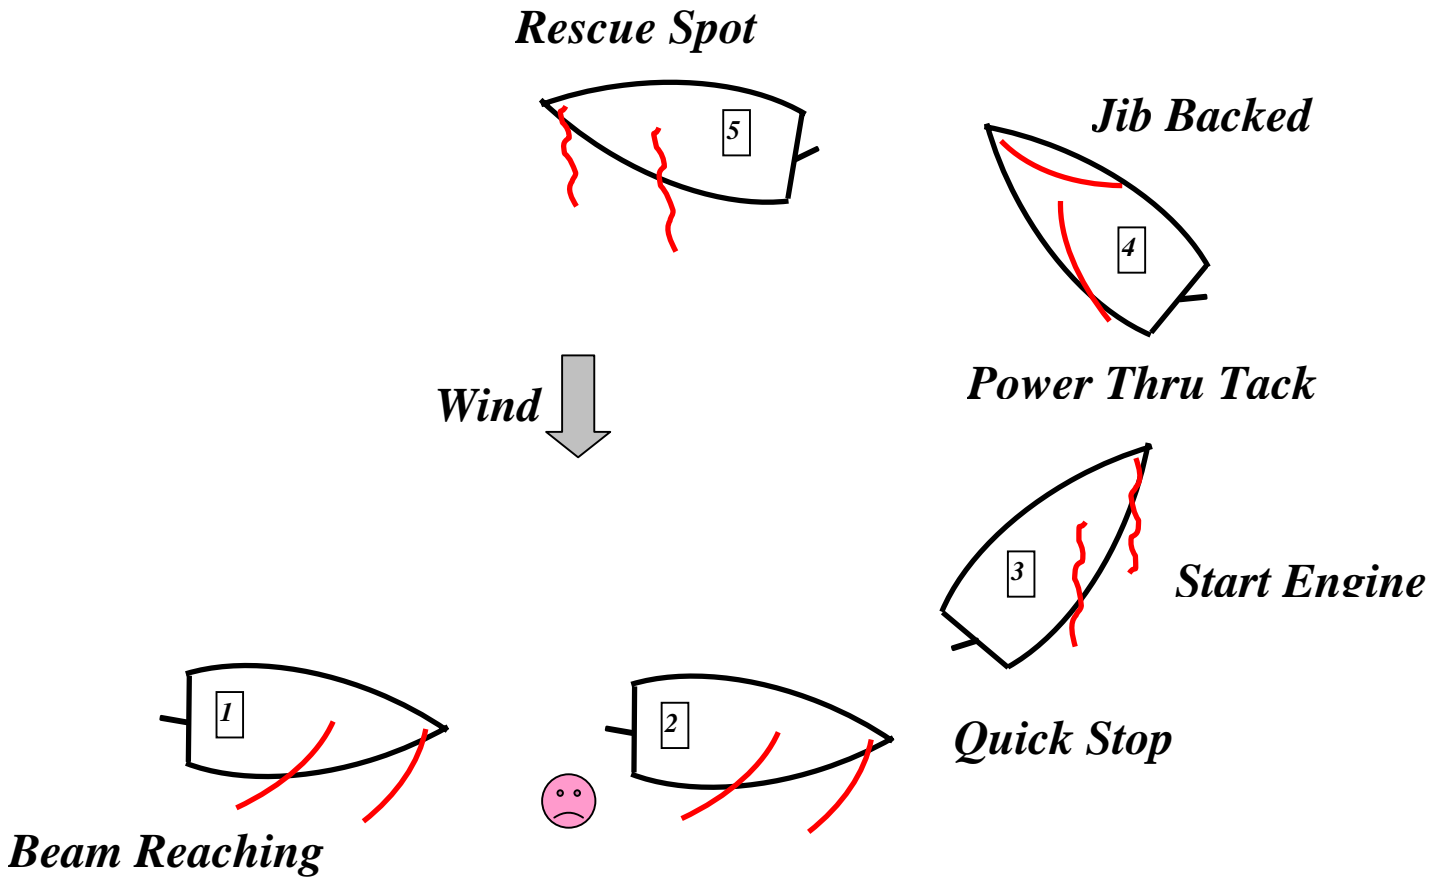 Rescue Spot
5
Jib Backed
4
Wind
Power Thru Tack
3
Start Engine
1
2
Quick Stop
Beam Reaching